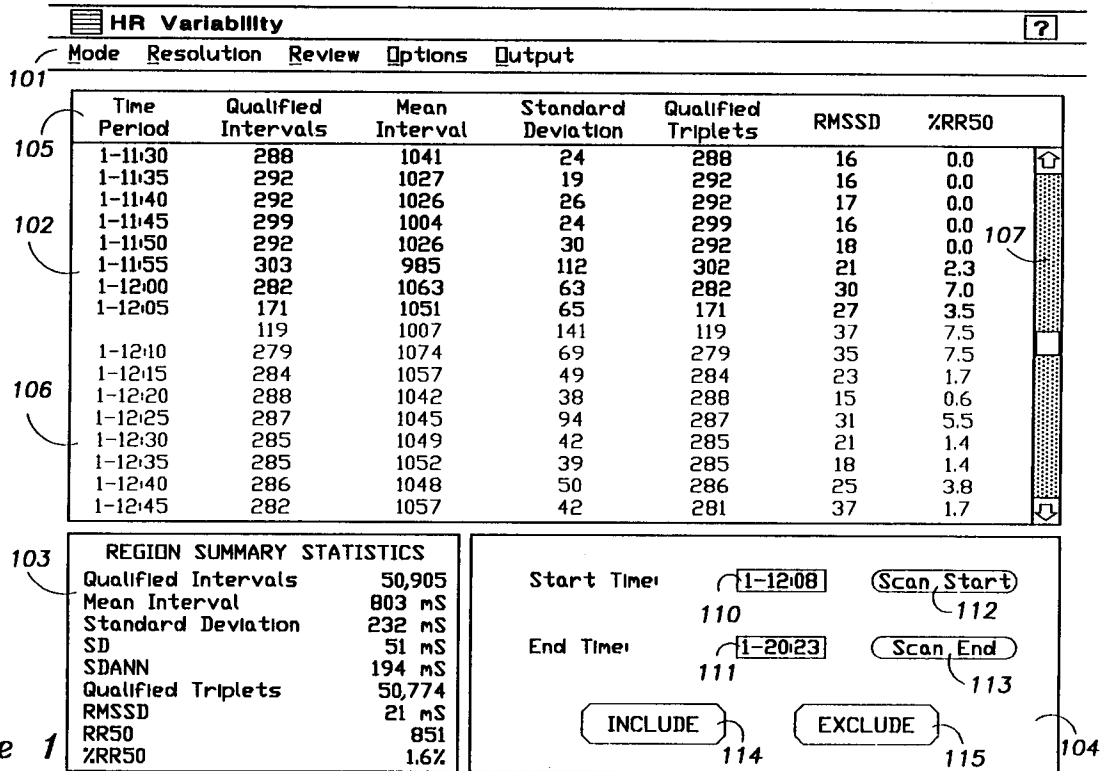 HR Variability ?
Mode Resolution Review Options Output
101
Time Period Qualified Intervals Mean Interval Standard Deviation Qualified Triplets RMSSD %RR50
105
1-11:30 288 1041 24 288 16 0.0
1-11:35 292 1027 19 292 16 0.0
1-11:40 292 1026 26 292 17 0.0
1-11:45 299 1004 24 299 16 0.0
102
1-11:50 292 1026 30 292 18 0.0
107
1-11:55 303 985 112 302 21 2.3
1-12:00 282 1063 63 282 30 7.0
1-12:05 171 1051 65 171 27 3.5
119 1007 141 119 37 7.5
1-12:10 279 1074 69 279 35 7.5
1-12:15 284 1057 49 284 23 1.7
106
1-12:20 288 1042 38 288 15 0.6
1-12:25 287 1045 94 287 31 5.5
1-12:30 285 1049 42 285 21 1.4
1-12:35 285 1052 39 285 18 1.4
1-12:40 286 1048 50 286 25 3.8
1-12:45 282 1057 42 281 37 1.7
103
REGION SUMMARY STATISTICS
Qualified Intervals 50,905
Mean Interval 803 mS
Standard Deviation 232 mS
SD 51 mS
SDANN 194 mS
Qualified Triplets 50,774
RMSSD 21 mS
RR50 851
%RR50 1.6%
Start Time: 1-12:08 Scan Start
110 112
End Time: 1-20:23 Scan End
111 113
INCLUDE EXCLUDE
114 115 104
e 1